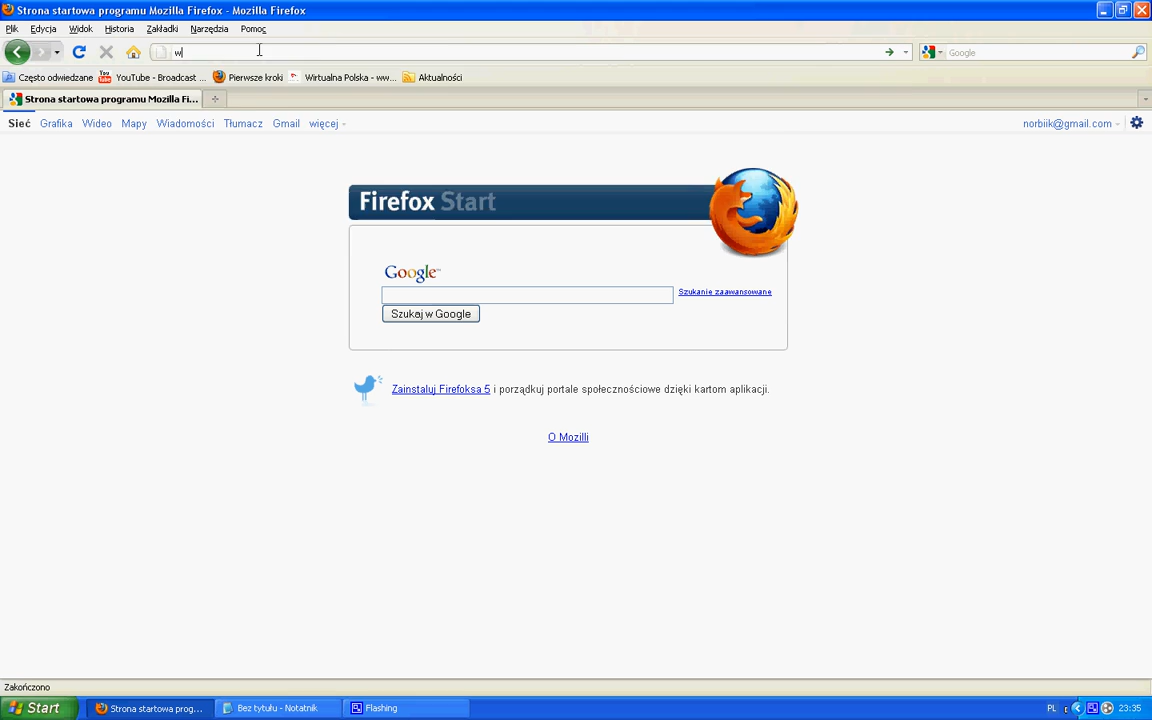 Strona startowa programu Mozilla Firefox - Mozilla Firefox
Plik Edycja Widok Historia Zakładki Narzędzia Pomoc
w Google
Często odwiedzane YouTube - Broadcast ... Pierwsze kroki Wirtualna Polska - ww... Aktualności
Strona startowa programu Mozilla Fi...
Sieć Grafika Wideo Mapy Wiadomości Tłumacz Gmail więcej norbiik@gmail.com
Firefox Start
Google™
Szukanie zaawansowane
Szukaj w Google
Zainstaluj Firefoksa 5 i porządkuj portale społecznościowe dzięki kartom aplikacji.
O Mozilli
Zakończono
Start Strona startowa prog... Bez tytułu - Notatnik Flashing PL 23:35